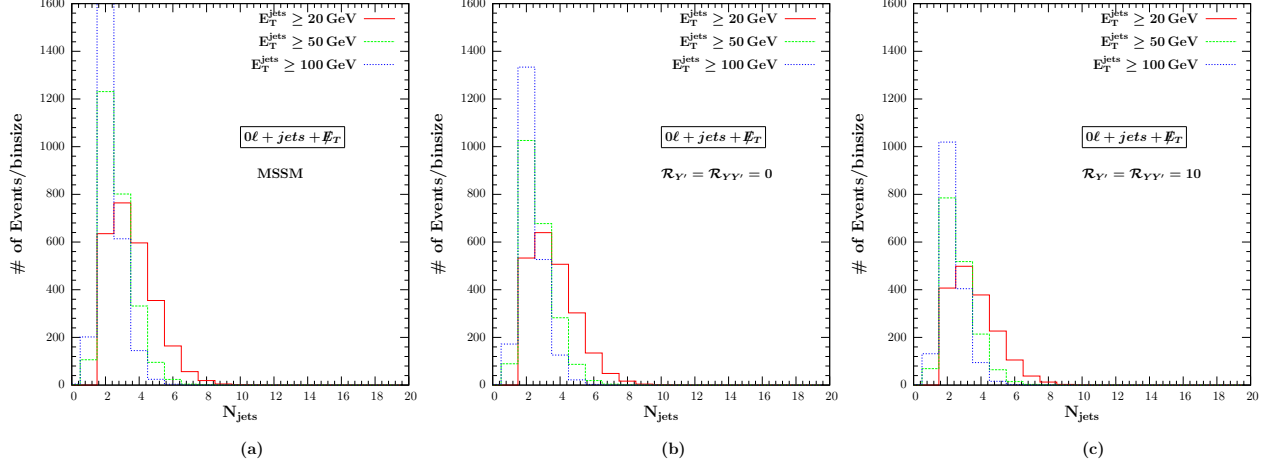 # of Events/binsize
1600
1400
1200
1000
800
600
400
200
0
0 2 4 6 8 10 12 14 16 18 20
N_jets
E_T^jets ≥ 20 GeV
E_T^jets ≥ 50 GeV
E_T^jets ≥ 100 GeV
0ℓ + jets + E̸_T
MSSM
(a)
# of Events/binsize
1600
1400
1200
1000
800
600
400
200
0
0 2 4 6 8 10 12 14 16 18 20
N_jets
E_T^jets ≥ 20 GeV
E_T^jets ≥ 50 GeV
E_T^jets ≥ 100 GeV
0ℓ + jets + E̸_T
R_Y′ = R_YY′ = 0
(b)
# of Events/binsize
1600
1400
1200
1000
800
600
400
200
0
0 2 4 6 8 10 12 14 16 18 20
N_jets
E_T^jets ≥ 20 GeV
E_T^jets ≥ 50 GeV
E_T^jets ≥ 100 GeV
0ℓ + jets + E̸_T
R_Y′ = R_YY′ = 10
(c)